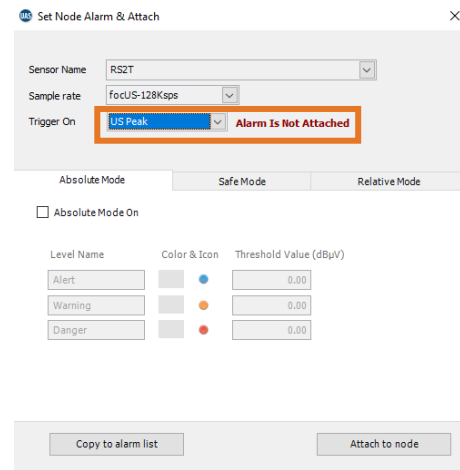 UAS Set Node Alarm & Attach
Sensor Name RS2T
Sample rate focUS-128Ksps
Trigger On US Peak Alarm Is Not Attached
Absolute Mode Safe Mode Relative Mode
Absolute Mode On
Level Name Color & Icon Threshold Value (dBµV)
Alert 0.00
Warning 0.00
Danger 0.00
Copy to alarm list Attach to node